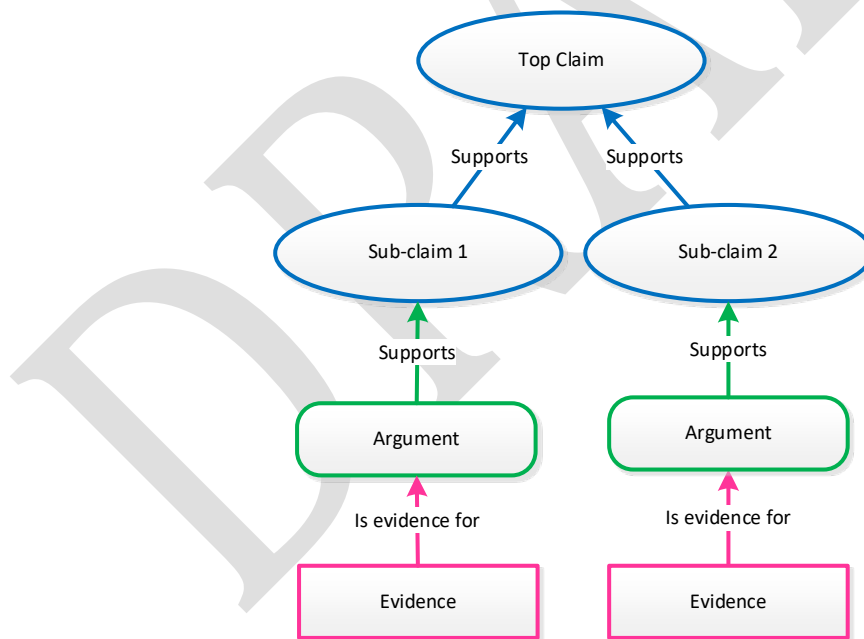 Top Claim
Supports
Supports
Sub-claim 1
Sub-claim 2
Supports
Supports
Argument
Argument
Is evidence for
Is evidence for
Evidence
Evidence